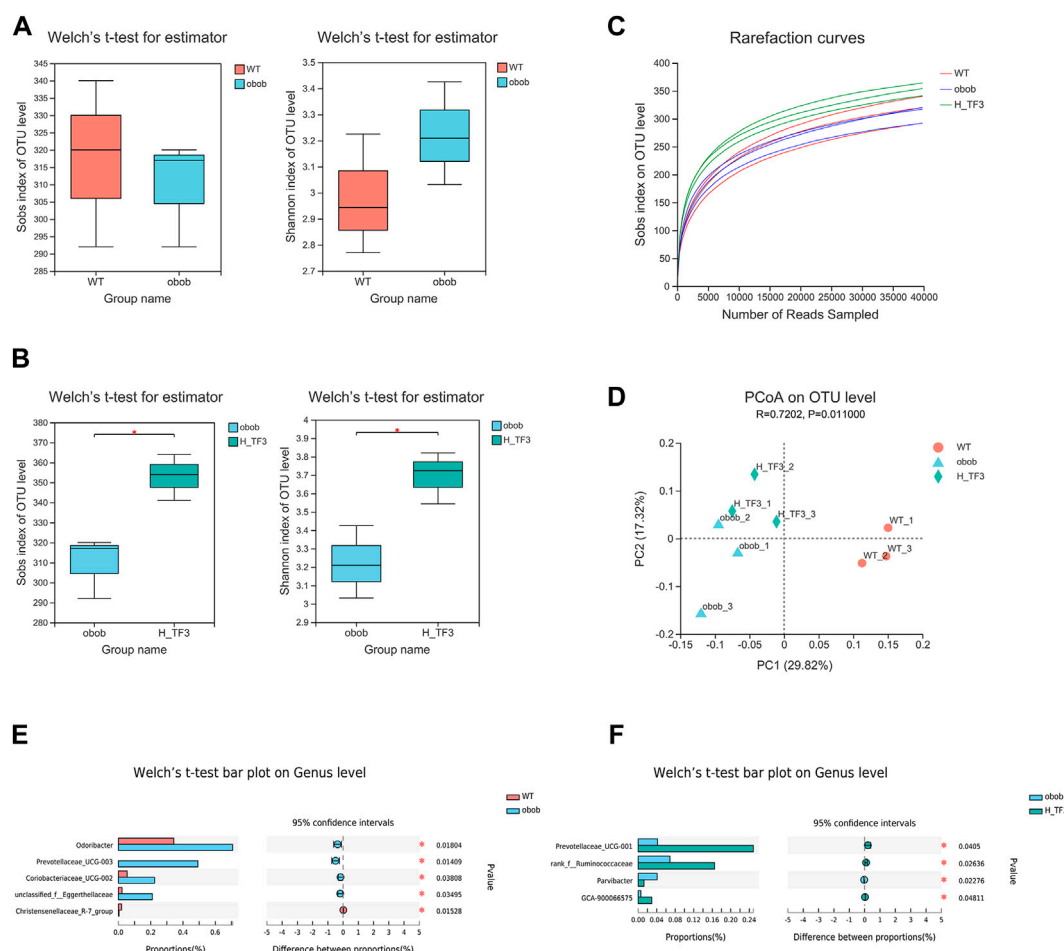 A
Welch's t-test for estimator
Sobs index of OTU level
345
340
335
330
325
320
315
310
305
300
295
290
285
WT
obob
Group name
WT
obob
Welch's t-test for estimator
Shannon index of OTU level
3.5
3.4
3.3
3.2
3.1
3
2.9
2.8
2.7
WT
obob
Group name
WT
obob
B
Welch's t-test for estimator
Sobs index of OTU level
380
370
360
350
340
330
320
310
300
290
280
*
obob
H_TF3
Group name
obob
H_TF3
Welch's t-test for estimator
Shannon index of OTU level
4
3.9
3.8
3.7
3.6
3.5
3.4
3.3
3.2
3.1
3
2.9
*
obob
H_TF3
Group name
obob
H_TF3
C
Rarefaction curves
Sobs index on OTU level
400
350
300
250
200
150
100
50
0
0 5000 10000 15000 20000 25000 30000 35000 40000
Number of Reads Sampled
WT
obob
H_TF3
D
PCoA on OTU level
R=0.7202, P=0.011000
PC2 (17.32%)
0.2
0.1
0
-0.1
-0.2
H_TF3_2
H_TF3_1
H_TF3_3
obob_2
obob_1
obob_3
WT_1
WT_3
WT_2
-0.15 -0.1 -0.05 0 0.05 0.1 0.15 0.2
PC1 (29.82%)
WT
obob
H_TF3
E
Welch's t-test bar plot on Genus level
WT
obob
95% confidence intervals
Odoribacter * 0.01804
Prevotellaceae_UCG-003 * 0.01409
Coriobacteriaceae_UCG-002 * 0.03808
unclassified_f__Eggerthellaceae * 0.03495
Christensenellaceae_R-7_group * 0.01528
Pvalue
0.0 0.2 0.4 0.6
Proportions(%)
-5 -4 -3 -2 -1 0 1 2 3 4 5
Difference between proportions(%)
F
Welch's t-test bar plot on Genus level
obob
H_TF
95% confidence intervals
Prevotellaceae_UCG-001 * 0.0405
rank_f__Ruminococcaceae * 0.02636
Parvibacter * 0.02276
GCA-900066575 * 0.04811
Pvalue
0.00 0.04 0.08 0.12 0.16 0.20 0.24
Proportions(%)
-5 -4 -3 -2 -1 0 1 2 3 4 5
Difference between proportions(%)